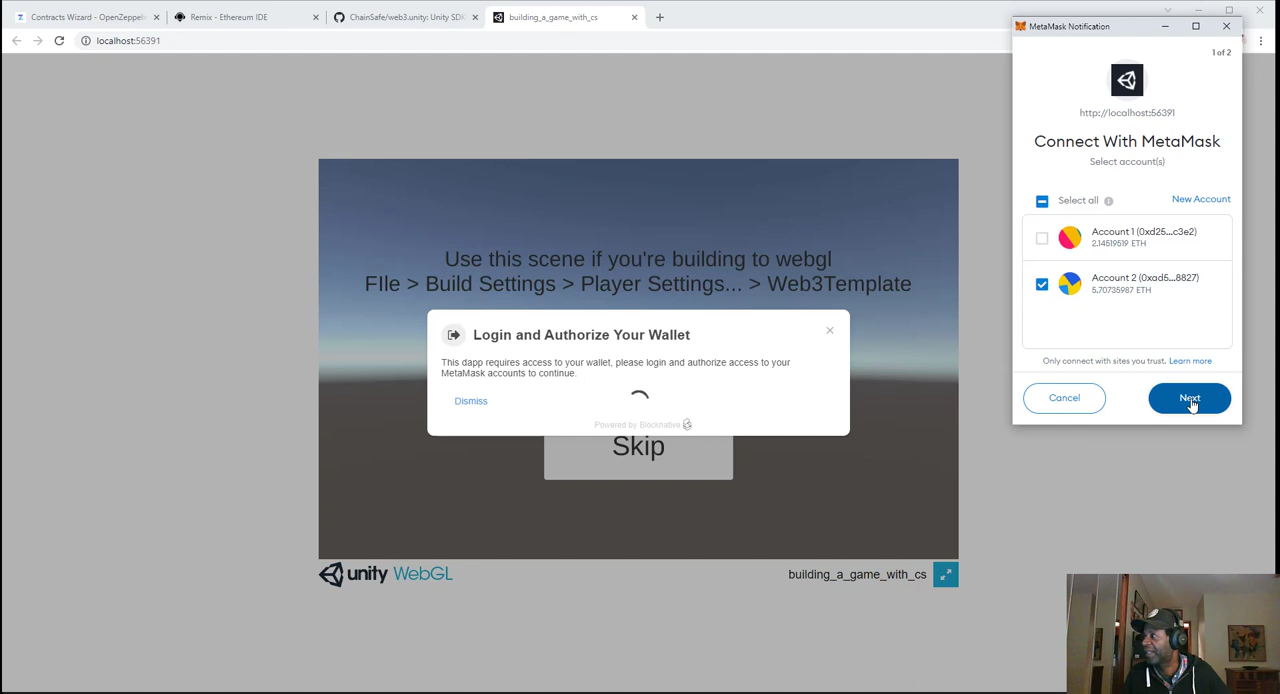 Contracts Wizard - OpenZeppeli
Remix - Ethereum IDE
ChainSafe/web3.unity: Unity SDK
building_a_game_with_cs
localhost:56391
MetaMask Notification
1 of 2
http://localhost:56391
Connect With MetaMask
Select account(s)
Select all
New Account
Account 1 (0xd25...c3e2)
2.14519519 ETH
Account 2 (0xad5...8827)
5.70735987 ETH
Only connect with sites you trust. Learn more
Cancel
Next
Use this scene if you're building to webgl
FIle > Build Settings > Player Settings... > Web3Template
Login and Authorize Your Wallet
This dapp requires access to your wallet, please login and authorize access to your
MetaMask accounts to continue.
Dismiss
Powered by Blocknative
Skip
unity WebGL
building_a_game_with_cs